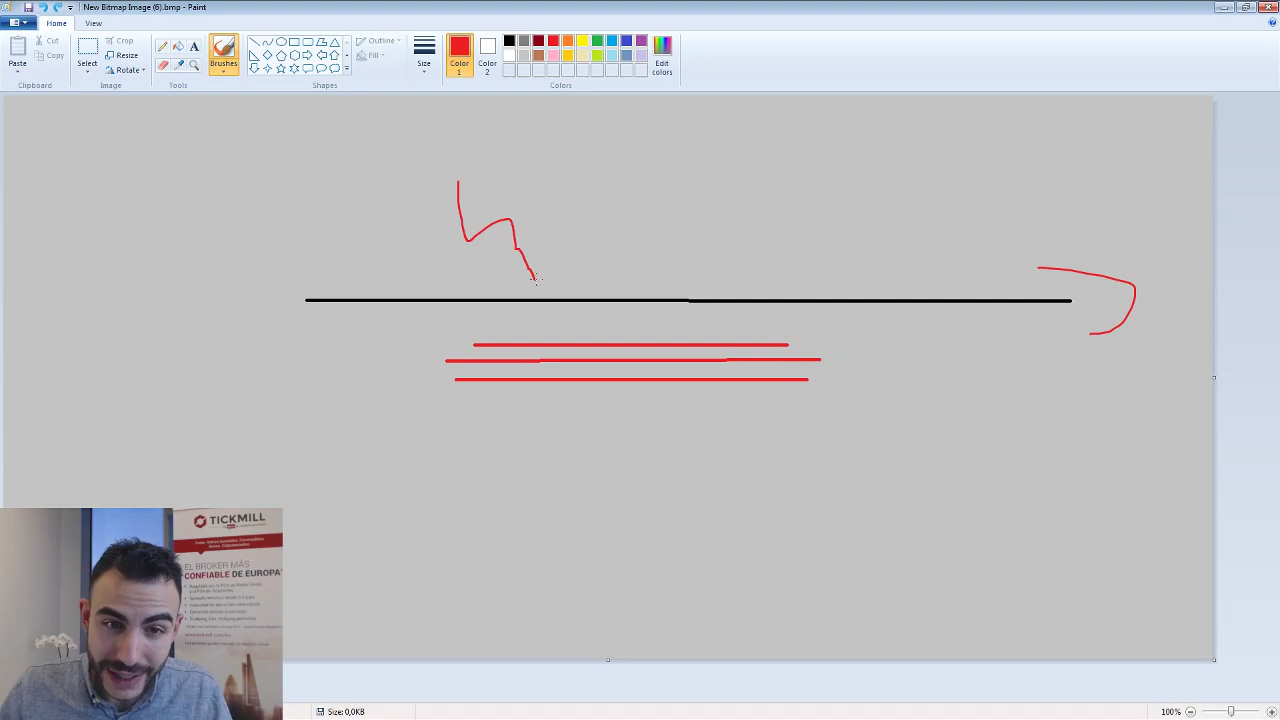 New Bitmap Image (6).bmp - Paint
Home
View
Paste
Cut
Copy
Clipboard
Select
Crop
Resize
Rotate
Image
A
Tools
Brushes
Shapes
Outline
Fill
Size
Color
1
Color
2
Edit
colors
Colors
TICKMILL
EL BROKER MÁS
CONFIABLE DE EUROPA*
Size: 0,0KB
100%